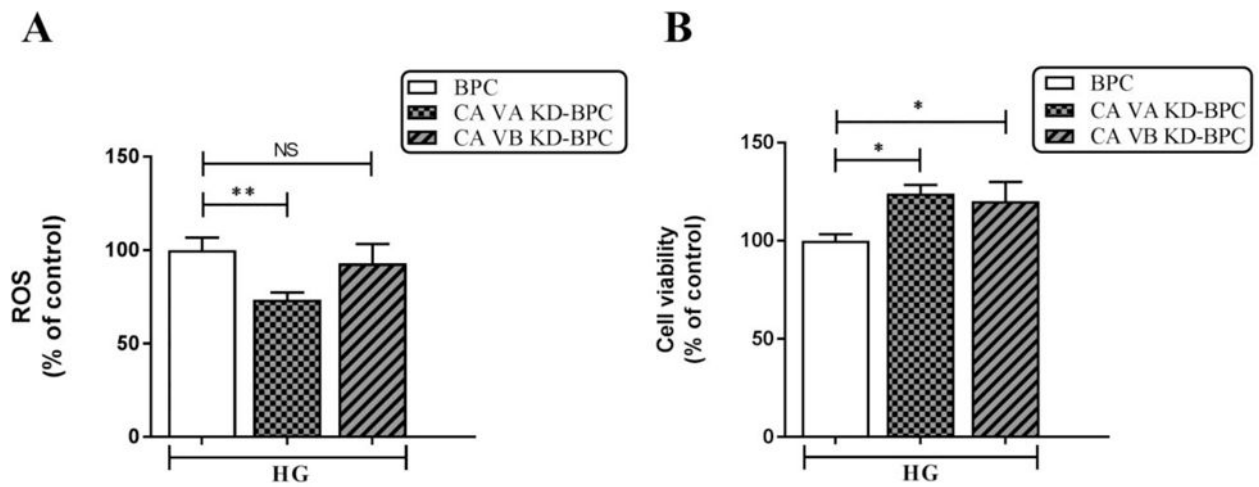 A
BPC
CA VA KD-BPC
CA VB KD-BPC
ROS
(% of control)
150
100
50
0
NS
**
HG
B
BPC
CA VA KD-BPC
CA VB KD-BPC
Cell viability
(% of control)
150
100
50
0
*
*
HG